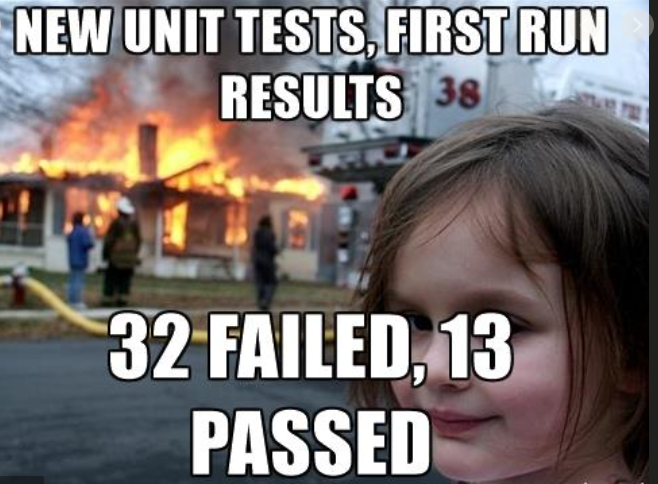 NEW UNIT TESTS, FIRST RUN
RESULTS
38
32 FAILED, 13
PASSED